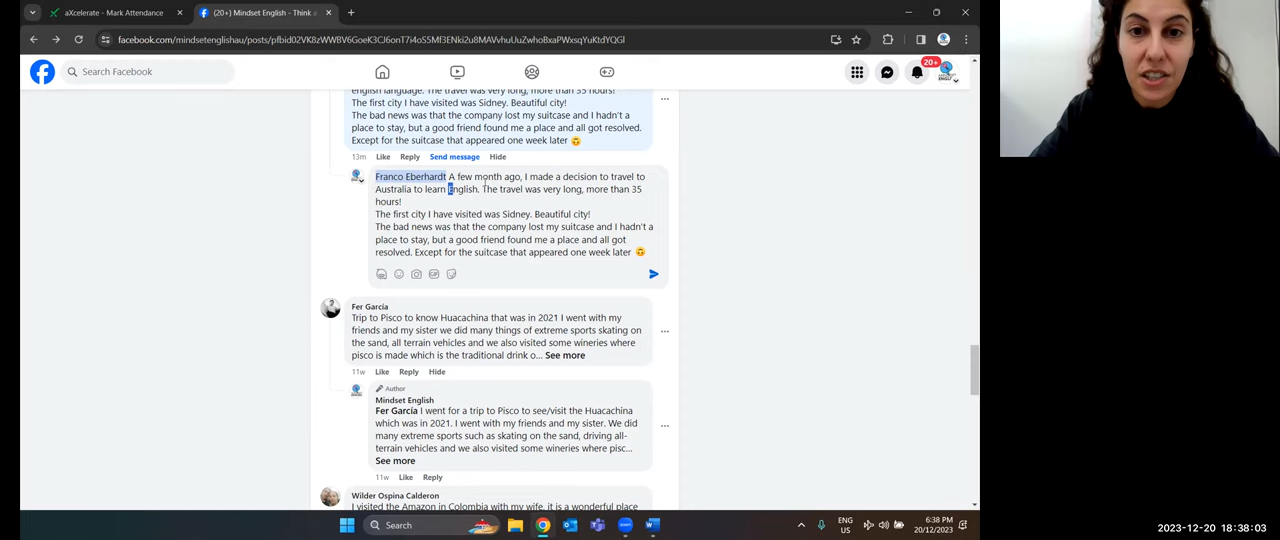 aXcelerate - Mark Attendance
(20+) Mindset English - Think a
facebook.com/mindsetenglishau/posts/
Search Facebook
20+
english language. The travel was very long, more than 35 hours!
The first city I have visited was Sidney. Beautiful city!
The bad news was that the company lost my suitcase and I hadn't a
place to stay, but a good friend found me a place and all got resolved.
Except for the suitcase that appeared one week later
13m Like Reply Send message Hide
Franco Eberhardt A few month ago, I made a decision to travel to
Australia to learn English. The travel was very long, more than 35
hours!
The first city I have visited was Sidney. Beautiful city!
The bad news was that the company lost my suitcase and I hadn't a
place to stay, but a good friend found me a place and all got
resolved. Except for the suitcase that appeared one week later
GIF
Fer García
Trip to Pisco to know Huacachina that was in 2021 I went with my
friends and my sister we did many things of extreme sports skating on
the sand, all terrain vehicles and we also visited some wineries where
pisco is made which is the traditional drink o... See more
11w Like Reply Hide
Author
Mindset English
Fer García I went for a trip to Pisco to see/visit the Huacachina
which was in 2021. I went with my friends and my sister. We did
many extreme sports such as skating on the sand, driving all-
terrain vehicles and we also visited some wineries where pisc...
See more
11w Like Reply
Wilder Ospina Calderon
I visited the Amazon in Colombia with my wife, it is a wonderful place
Search
ENG
US
6:38 PM
20/12/2023
2023-12-20 18:38:03